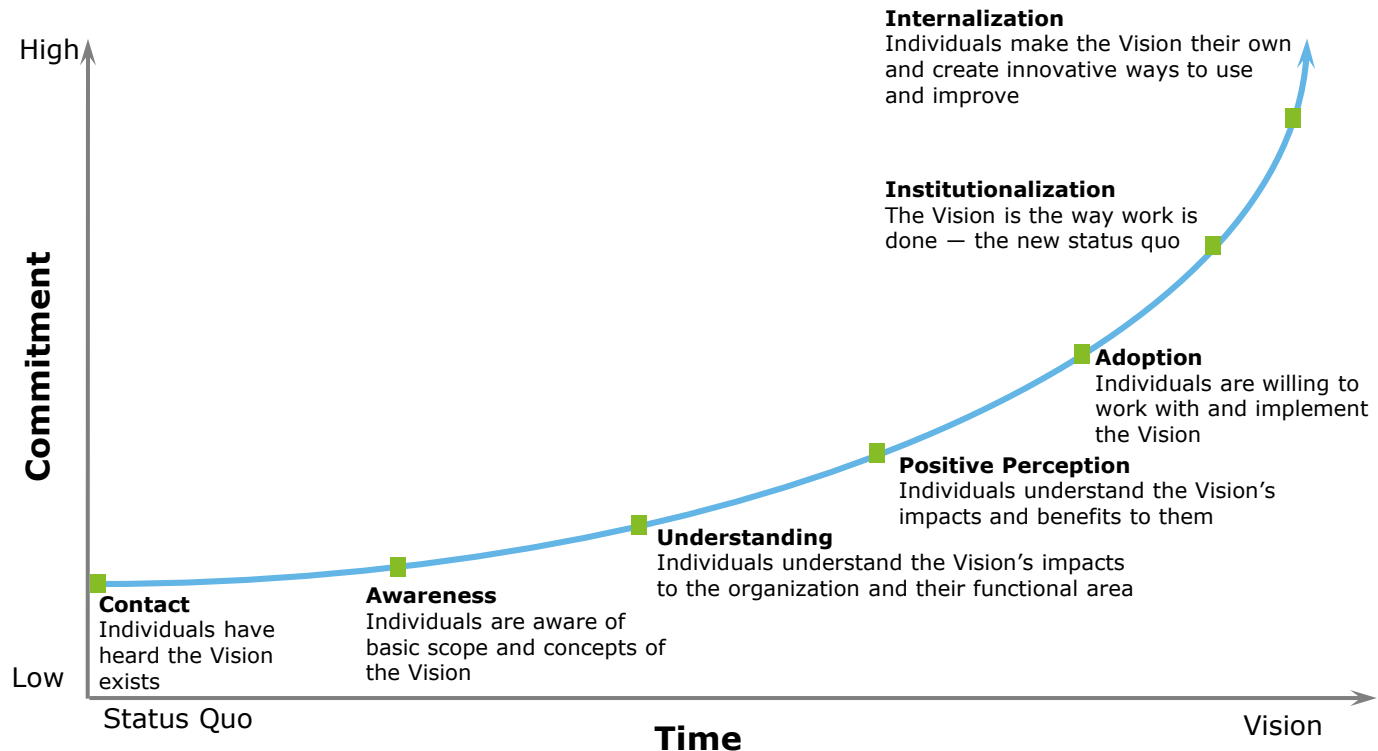 Internalization
Individuals make the Vision their own
and create innovative ways to use
and improve
High
Institutionalization
The Vision is the way work is
done — the new status quo
Commitment
Adoption
Individuals are willing to
work with and implement
the Vision
Positive Perception
Individuals understand the Vision’s
impacts and benefits to them
Understanding
Individuals understand the Vision’s impacts
to the organization and their functional area
Awareness
Individuals are aware of
basic scope and concepts of
the Vision
Contact
Individuals have
heard the Vision
exists
Low
Status Quo
Time
Vision